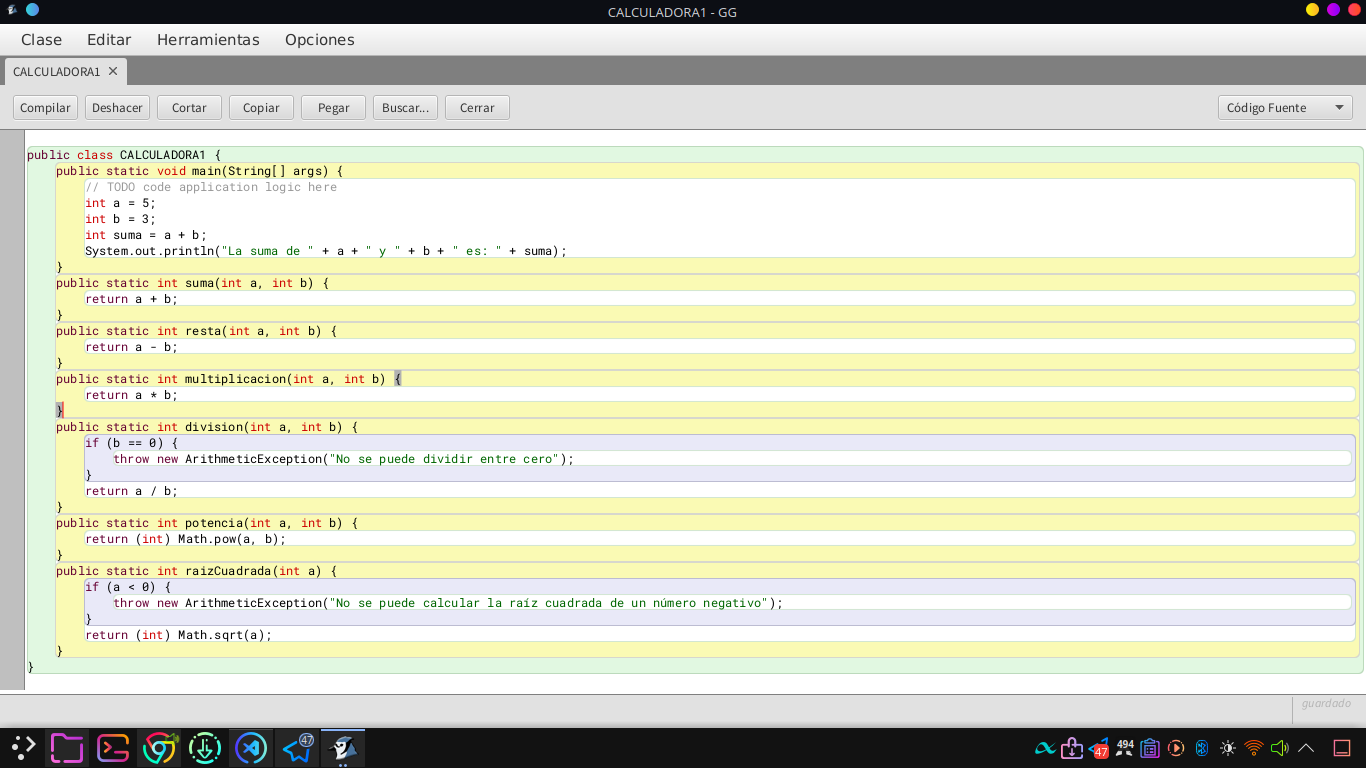 CALCULADORA1 - GG
Clase Editar Herramientas Opciones
CALCULADORA1 ✕
Compilar Deshacer Cortar Copiar Pegar Buscar... Cerrar Código Fuente
public class CALCULADORA1 {
    public static void main(String[] args) {
        // TODO code application logic here
        int a = 5;
        int b = 3;
        int suma = a + b;
        System.out.println("La suma de " + a + " y " + b + " es: " + suma);
    }
    public static int suma(int a, int b) {
        return a + b;
    }
    public static int resta(int a, int b) {
        return a - b;
    }
    public static int multiplicacion(int a, int b) {
        return a * b;
    }
    public static int division(int a, int b) {
        if (b == 0) {
            throw new ArithmeticException("No se puede dividir entre cero");
        }
        return a / b;
    }
    public static int potencia(int a, int b) {
        return (int) Math.pow(a, b);
    }
    public static int raizCuadrada(int a) {
        if (a < 0) {
            throw new ArithmeticException("No se puede calcular la raíz cuadrada de un número negativo");
        }
        return (int) Math.sqrt(a);
    }
}
guardado
47 47 494